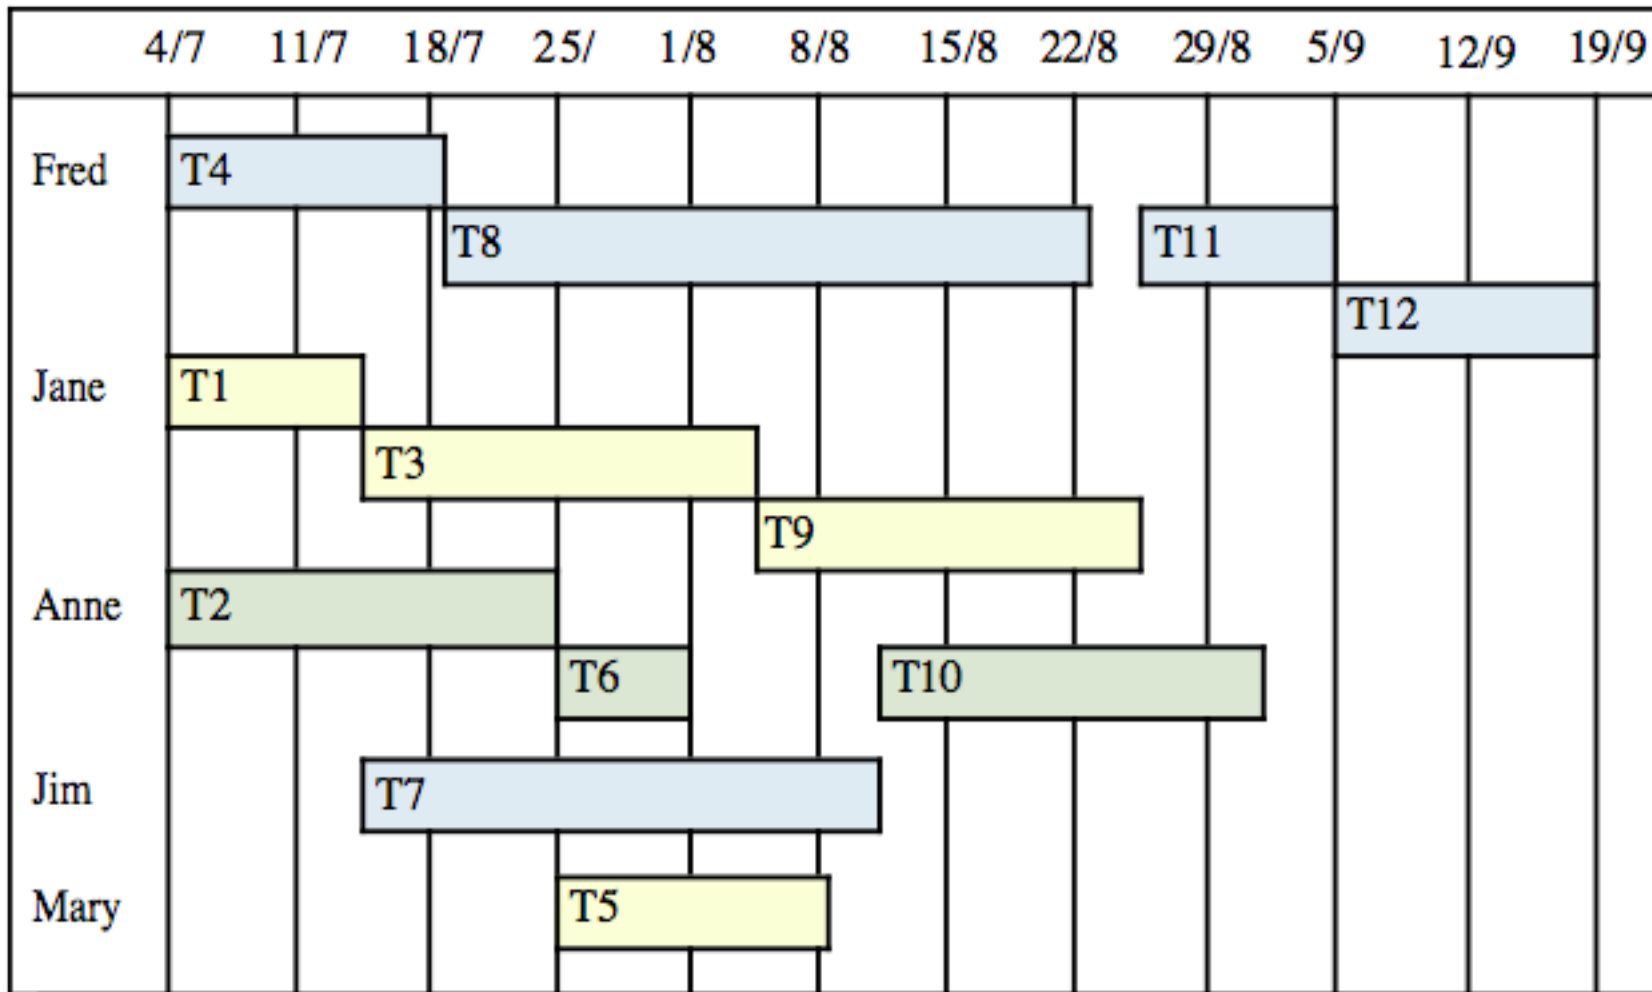 4/7 11/7 18/7 25/ 1/8 8/8 15/8 22/8 29/8 5/9 12/9 19/9
Fred T4
T8 T11
T12
Jane T1
T3
T9
Anne T2
T6 T10
Jim T7
Mary T5